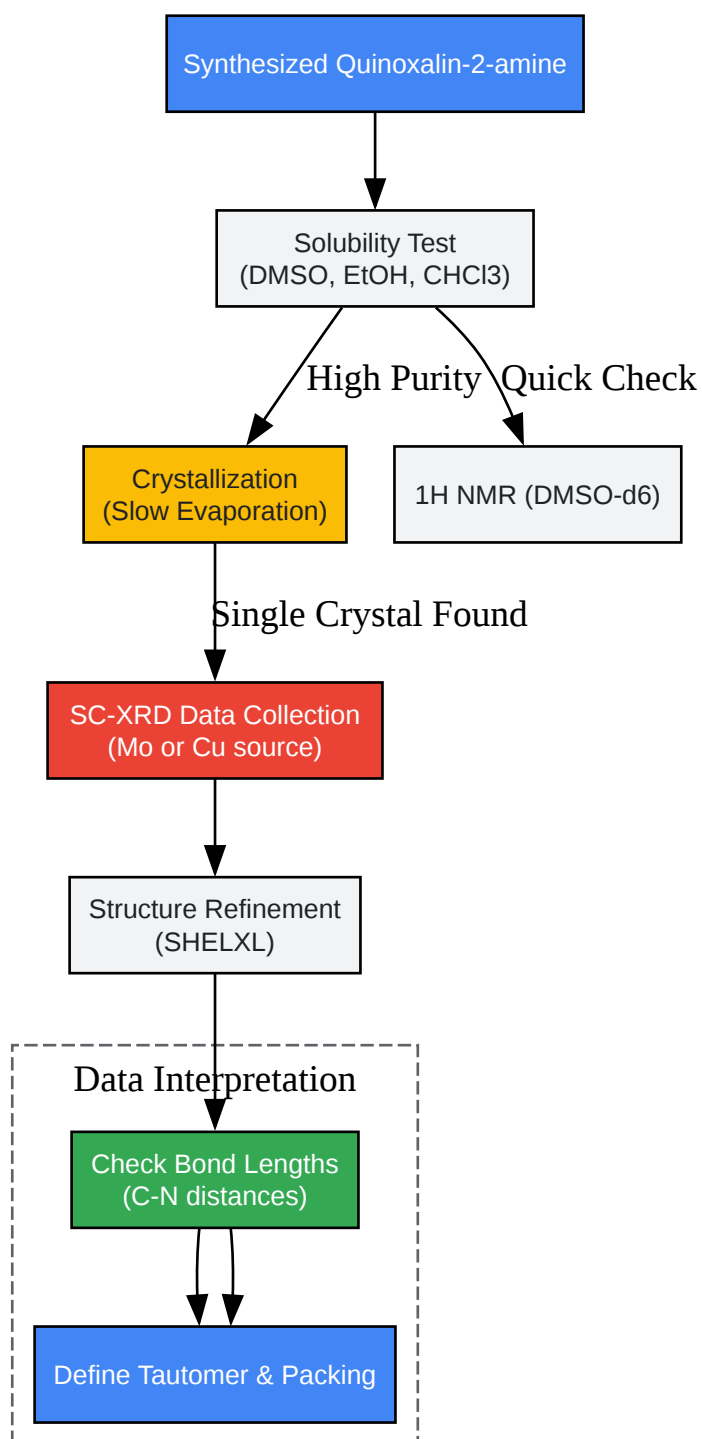 Synthesized Quinoxalin-2-amine
Solubility Test
(DMSO, EtOH, CHCl3)
High Purity
Quick Check
Crystallization
(Slow Evaporation)
1H NMR (DMSO-d6)
Single Crystal Found
SC-XRD Data Collection
(Mo or Cu source)
Structure Refinement
(SHELXL)
Data Interpretation
Check Bond Lengths
(C-N distances)
Define Tautomer & Packing